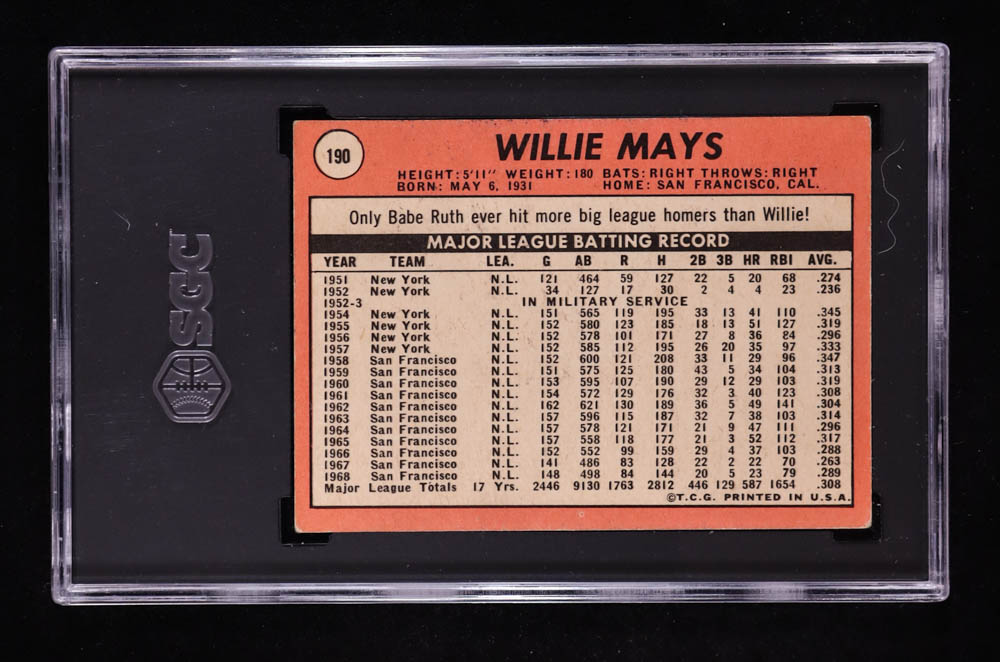 190
WILLIE MAYS
HEIGHT: 5'11" WEIGHT: 180 BATS: RIGHT THROWS: RIGHT
BORN: MAY 6, 1931 HOME: SAN FRANCISCO, CAL.
Only Babe Ruth ever hit more big league homers than Willie!
MAJOR LEAGUE BATTING RECORD
YEAR TEAM LEA. G AB R H 2B 3B HR RBI AVG.
1951 New York N.L. 121 464 59 127 22 5 20 68 .274
1952 New York N.L. 34 127 17 30 2 4 4 23 .236
1952-3 IN MILITARY SERVICE
1954 New York N.L. 151 565 119 195 33 13 41 110 .345
1955 New York N.L. 152 580 123 185 18 13 51 127 .319
1956 New York N.L. 152 578 101 171 27 8 36 84 .296
1957 New York N.L. 152 585 112 195 26 20 35 97 .333
1958 San Francisco N.L. 152 600 121 208 33 11 29 96 .347
1959 San Francisco N.L. 151 575 125 180 43 5 34 104 .313
1960 San Francisco N.L. 153 595 107 190 29 12 29 103 .319
1961 San Francisco N.L. 154 572 129 176 32 3 40 123 .308
1962 San Francisco N.L. 162 621 130 189 36 5 49 141 .304
1963 San Francisco N.L. 157 596 115 187 32 7 38 103 .314
1964 San Francisco N.L. 157 578 121 171 21 9 47 111 .296
1965 San Francisco N.L. 157 558 118 177 21 3 52 112 .317
1966 San Francisco N.L. 152 552 99 159 29 4 37 103 .288
1967 San Francisco N.L. 141 486 83 128 22 2 22 70 .263
1968 San Francisco N.L. 148 498 84 144 20 5 23 79 .289
Major League Totals 17 Yrs. 2446 9130 1763 2812 446 129 587 1654 .308
©T.C.G. PRINTED IN U.S.A.
SGC